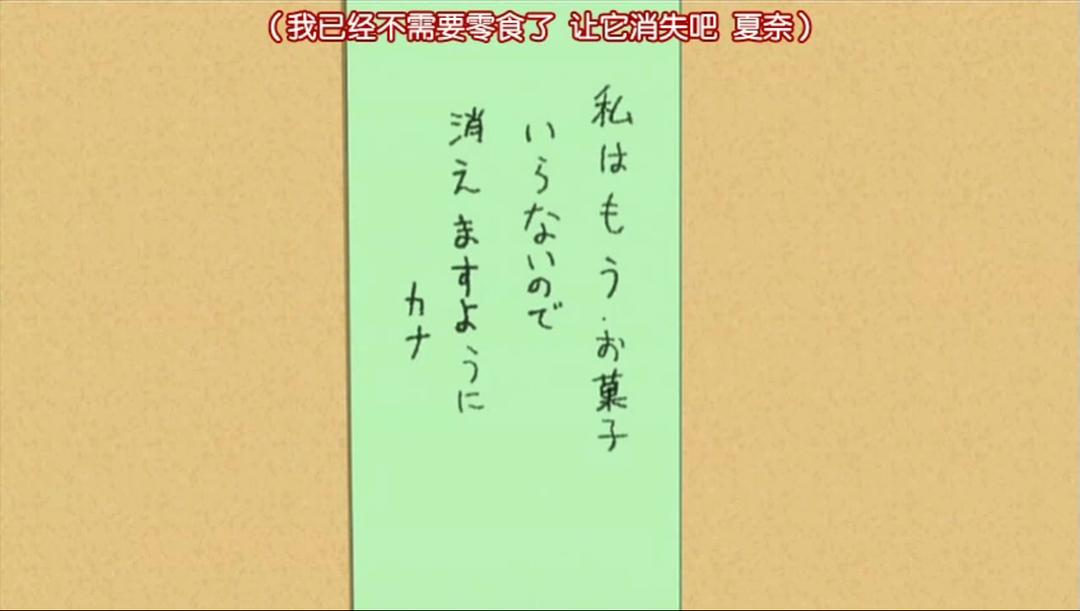 （我已经不需要零食了 让它消失吧 夏奈）
私はもう、お菓子
いらないので
消えますように
カナ